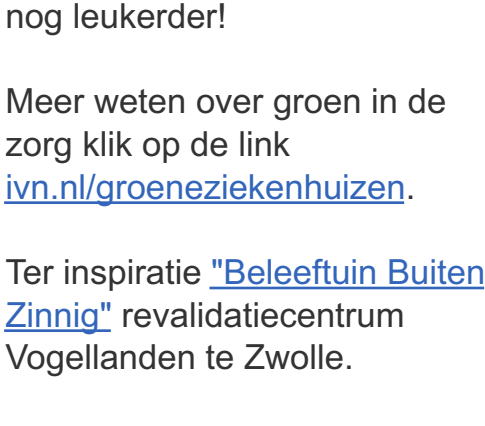 nog leukerder!
Meer weten over groen in de
zorg klik op de link
ivn.nl/groeneziekenhuizen.
Ter inspiratie "Beleeftuin Buiten
Zinnig" revalidatiecentrum
Vogellanden te Zwolle.